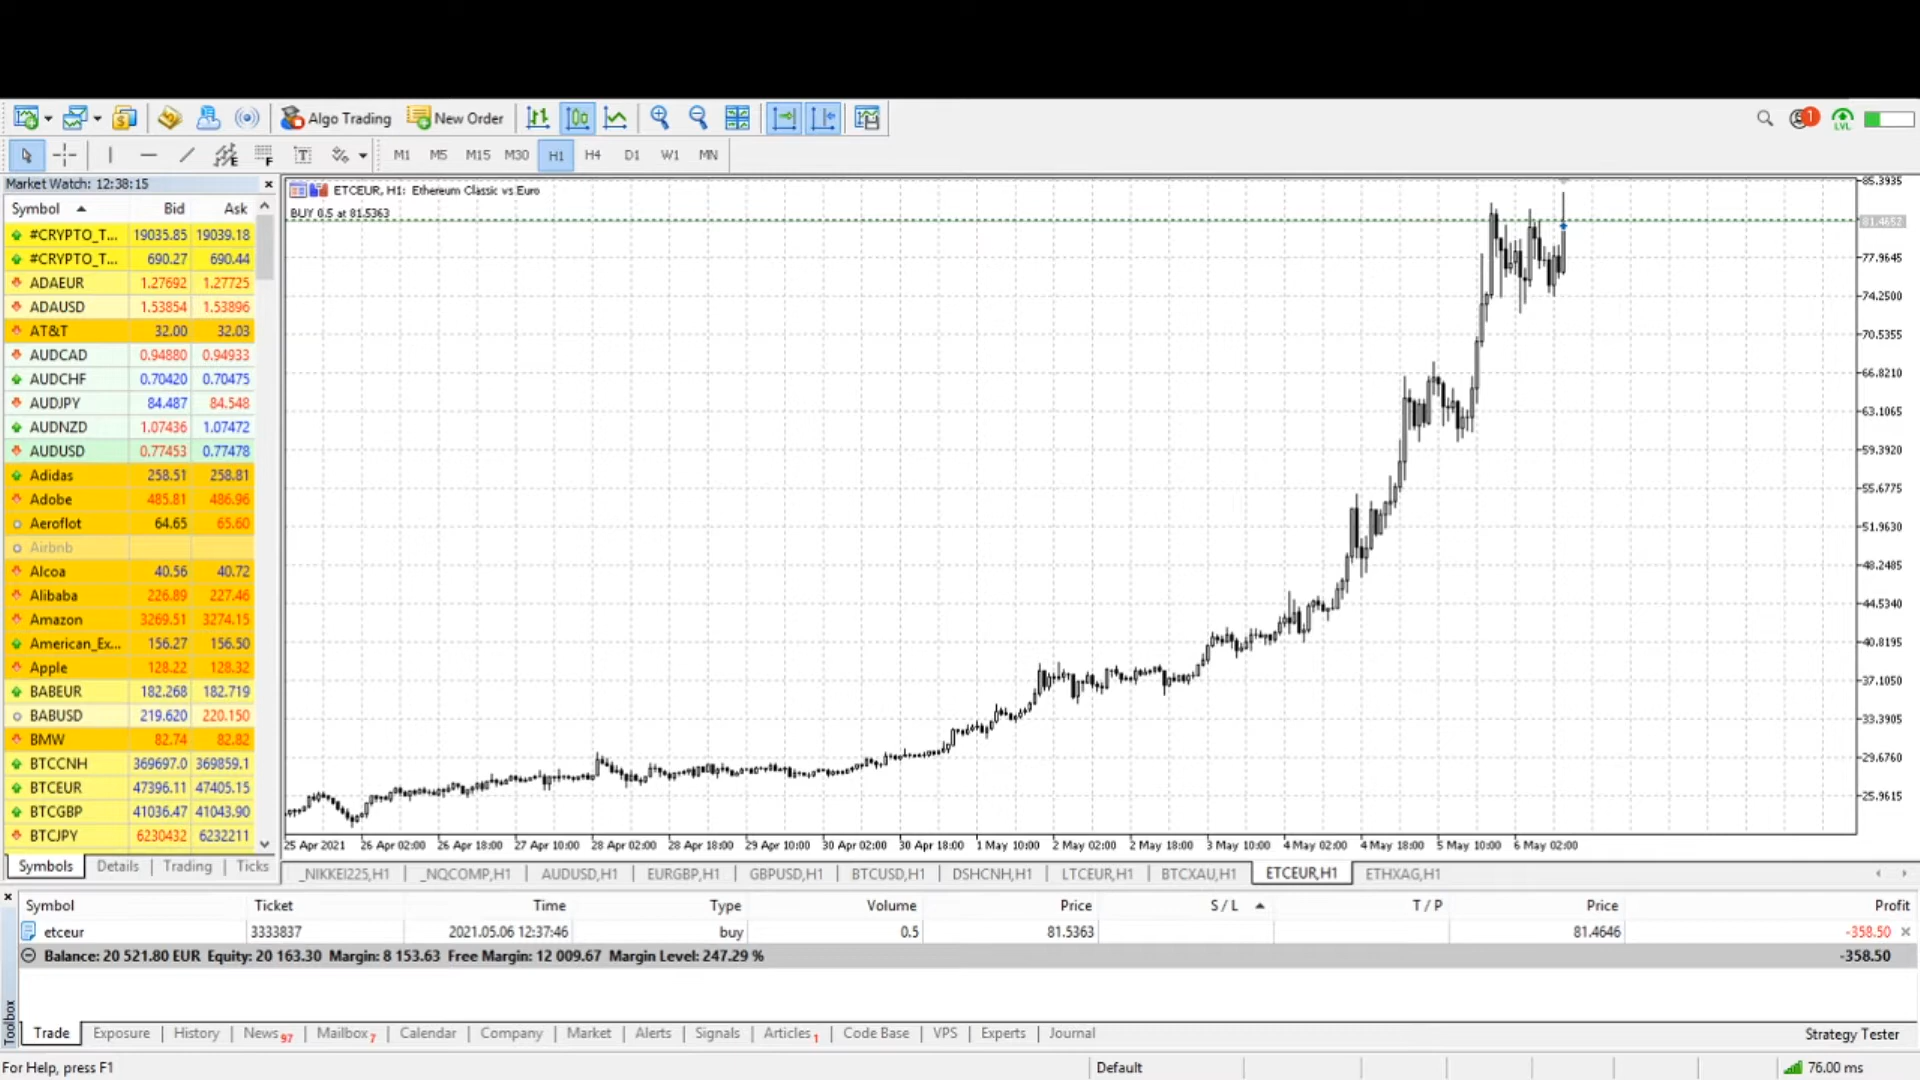 Algo Trading New Order 1 LVL
E F T M1 M5 M15 M30 H1 H4 D1 W1 MN
Market Watch: 12:38:15
Symbol Bid Ask
#CRYPTO_T... 19035.85 19039.18
#CRYPTO_T... 690.27 690.44
ADAEUR 1.27692 1.27725
ADAUSD 1.53854 1.53896
AT&T 32.00 32.03
AUDCAD 0.94880 0.94933
AUDCHF 0.70420 0.70475
AUDJPY 84.487 84.548
AUDNZD 1.07436 1.07472
AUDUSD 0.77453 0.77478
Adidas 258.51 258.81
Adobe 485.81 486.96
Aeroflot 64.65 65.60
Airbnb
Alcoa 40.56 40.72
Alibaba 226.89 227.46
Amazon 3269.51 3274.15
American_Ex... 156.27 156.50
Apple 128.22 128.32
BABEUR 182.268 182.719
BABUSD 219.620 220.150
BMW 82.74 82.82
BTCCNH 369697.0 369859.1
BTCEUR 47396.11 47405.15
BTCGBP 41036.47 41043.90
BTCJPY 6230432 6232211
Symbols Details Trading Ticks
ETCEUR, H1: Ethereum Classic vs Euro
BUY 0.5 at 81.5363
85.3935
81.4652
77.9645
74.2500
70.5355
66.8210
63.1065
59.3920
55.6775
51.9630
48.2485
44.5340
40.8195
37.1050
33.3905
29.6760
25.9615
25 Apr 2021 26 Apr 02:00 26 Apr 18:00 27 Apr 10:00 28 Apr 02:00 28 Apr 18:00 29 Apr 10:00 30 Apr 02:00 30 Apr 18:00 1 May 10:00 2 May 02:00 2 May 18:00 3 May 10:00 4 May 02:00 4 May 18:00 5 May 10:00 6 May 02:00
_NIKKEI225,H1 _NQCOMP,H1 AUDUSD,H1 EURGBP,H1 GBPUSD,H1 BTCUSD,H1 DSHCNH,H1 LTCEUR,H1 BTCXAU,H1 ETCEUR,H1 ETHXAG,H1
Symbol Ticket Time Type Volume Price S / L T / P Price Profit
etceur 3333837 2021.05.06 12:37:46 buy 0.5 81.5363 81.4646 -358.50
Balance: 20 521.80 EUR Equity: 20 163.30 Margin: 8 153.63 Free Margin: 12 009.67 Margin Level: 247.29 % -358.50
Toolbox
Trade Exposure History News 97 Mailbox 7 Calendar Company Market Alerts Signals Articles 1 Code Base VPS Experts Journal Strategy Tester
For Help, press F1 Default 76.00 ms